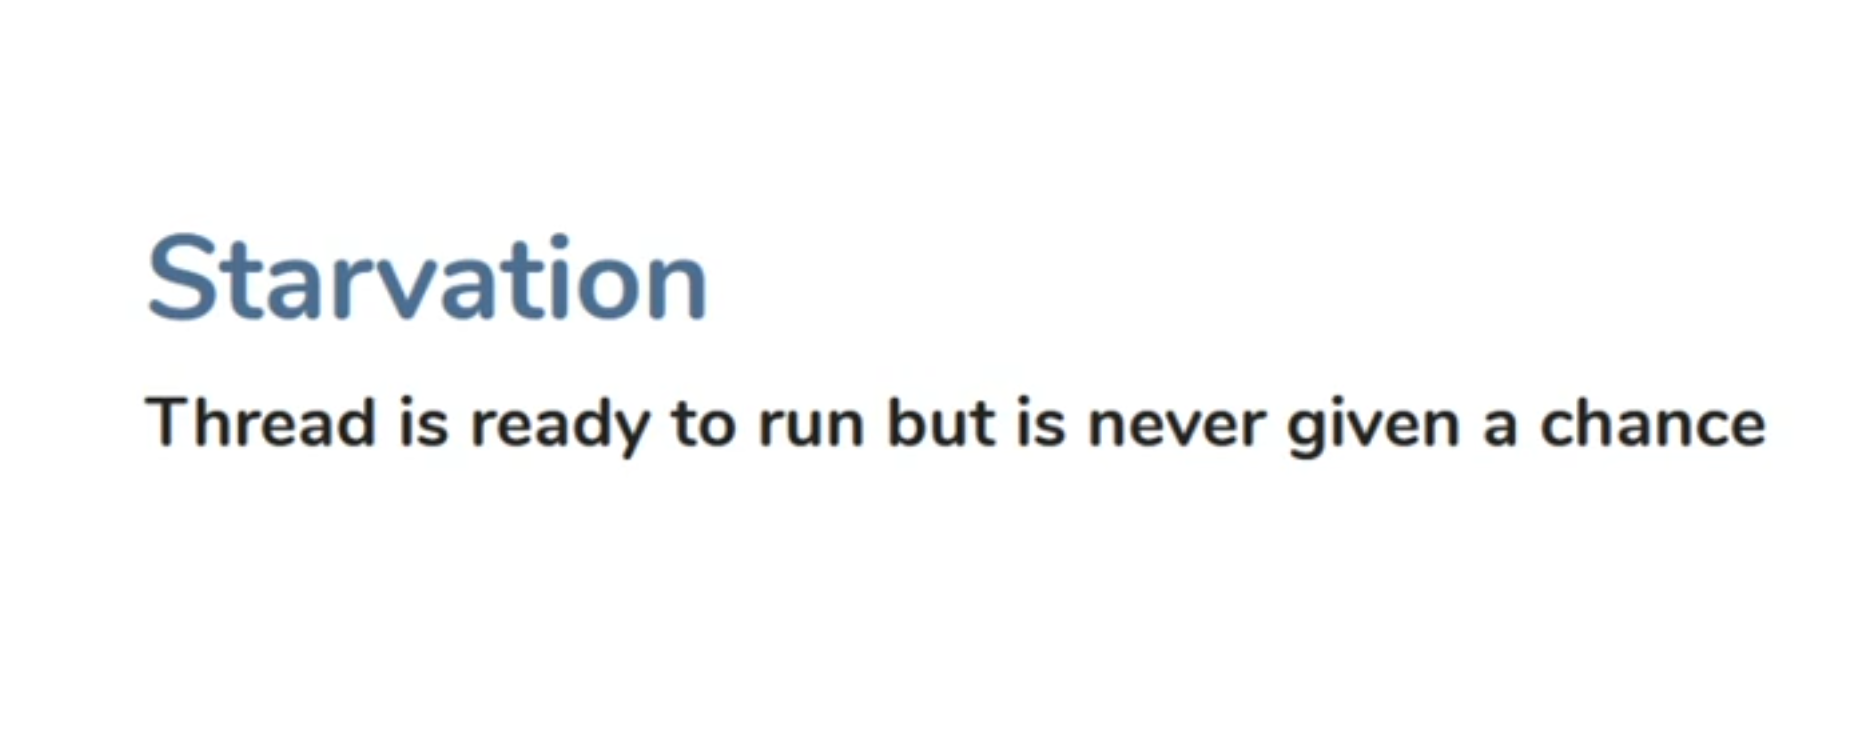 Starvation
Thread is ready to run but is never given a chance